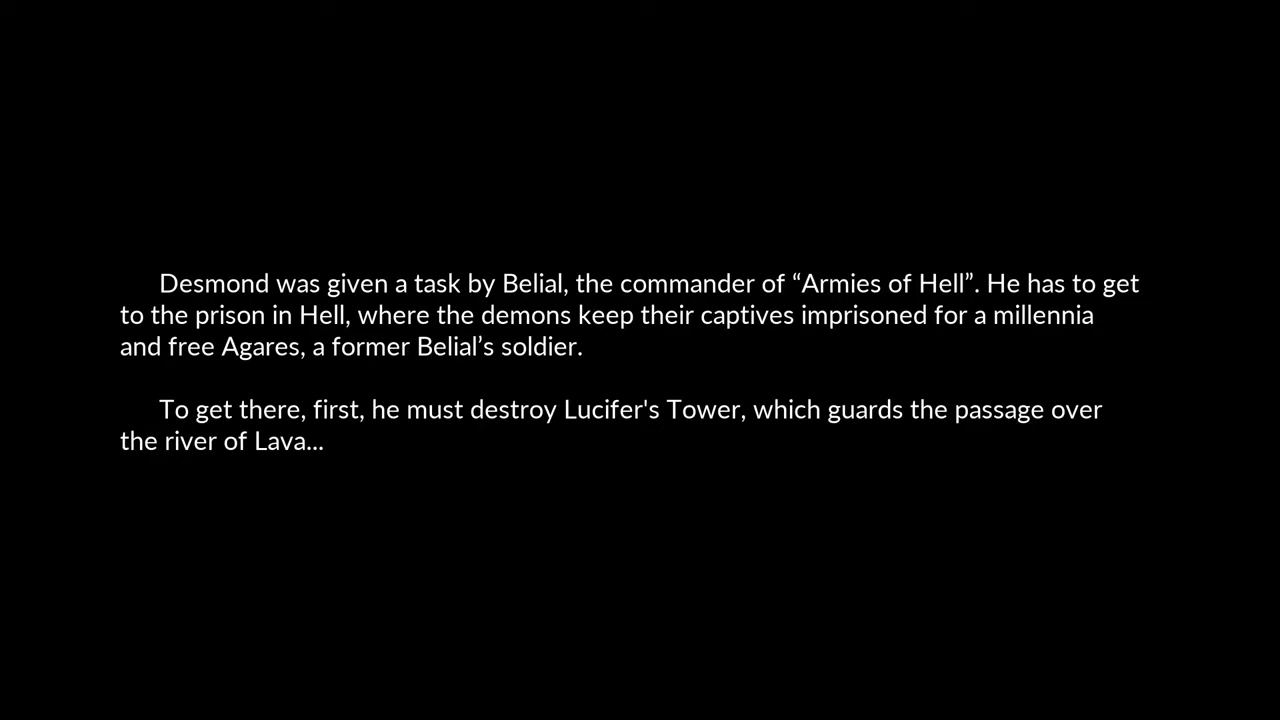 Desmond was given a task by Belial, the commander of “Armies of Hell”. He has to get
to the prison in Hell, where the demons keep their captives imprisoned for a millennia
and free Agares, a former Belial’s soldier.
To get there, first, he must destroy Lucifer's Tower, which guards the passage over
the river of Lava...